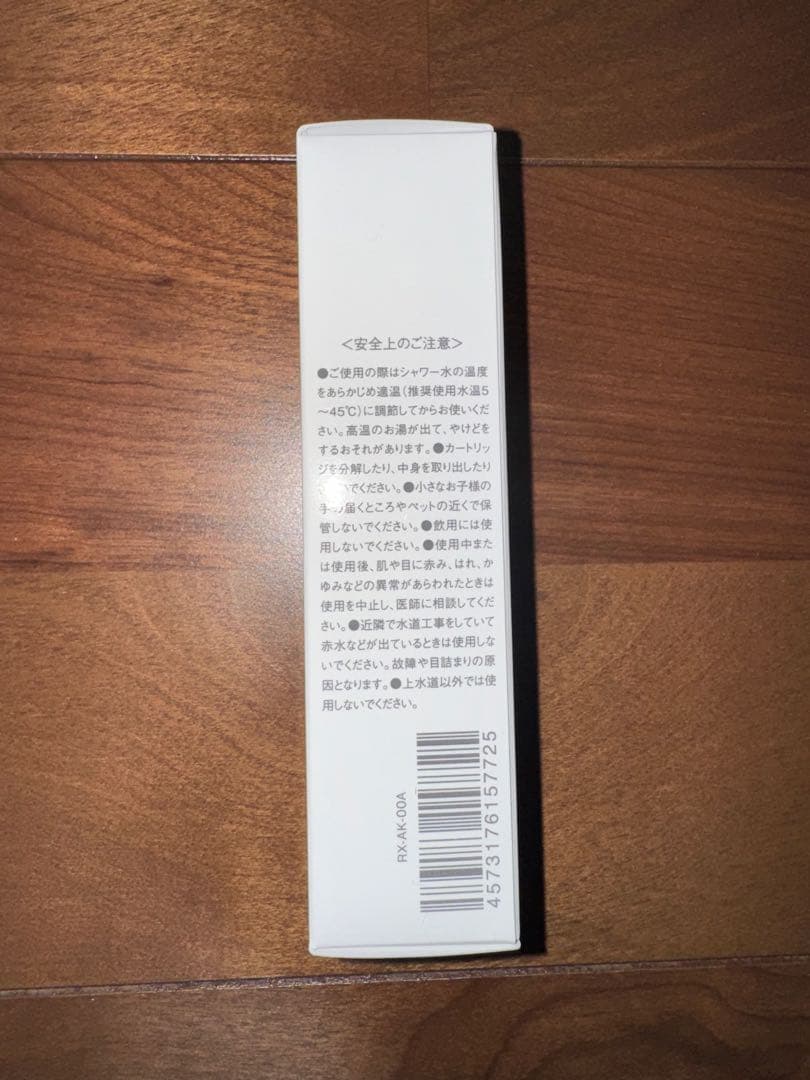 ＜安全上のご注意＞
●ご使用の際はシャワー水の温度
をあらかじめ適温(推奨使用水温5
～45℃)に調節してからお使いくだ
さい。高温のお湯が出て、やけどを
するおそれがあります。●カートリッ
ジを分解したり、中身を取り出したり
いでください。●小さなお子様の
手の届くところやペットの近くで保
管しないでください。●飲用には使
用しないでください。●使用中また
は使用後、肌や目に赤み、はれ、か
ゆみなどの異常があらわれたときは
使用を中止し、医師に相談してくだ
さい。●近隣で水道工事をしていて
赤水などが出ているときは使用しな
いでください。故障や目詰まりの原
因となります。●上水道以外では使
用しないでください。
RX-AK-00A
4573176157725